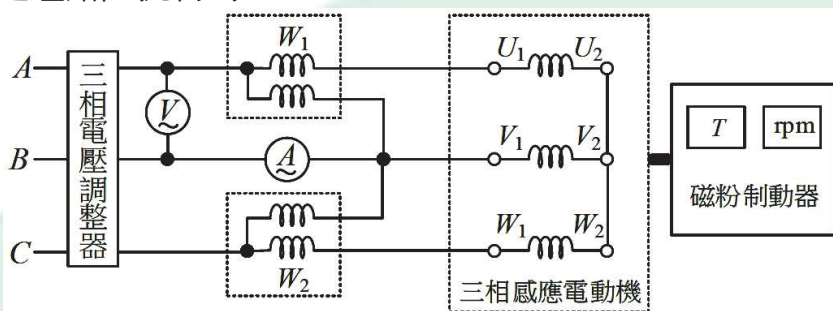 A
B
C
三相電壓調整器
V
A
W₁
W₂
U₁ U₂
V₁ V₂
W₁ W₂
三相感應電動機
T rpm
磁粉制動器